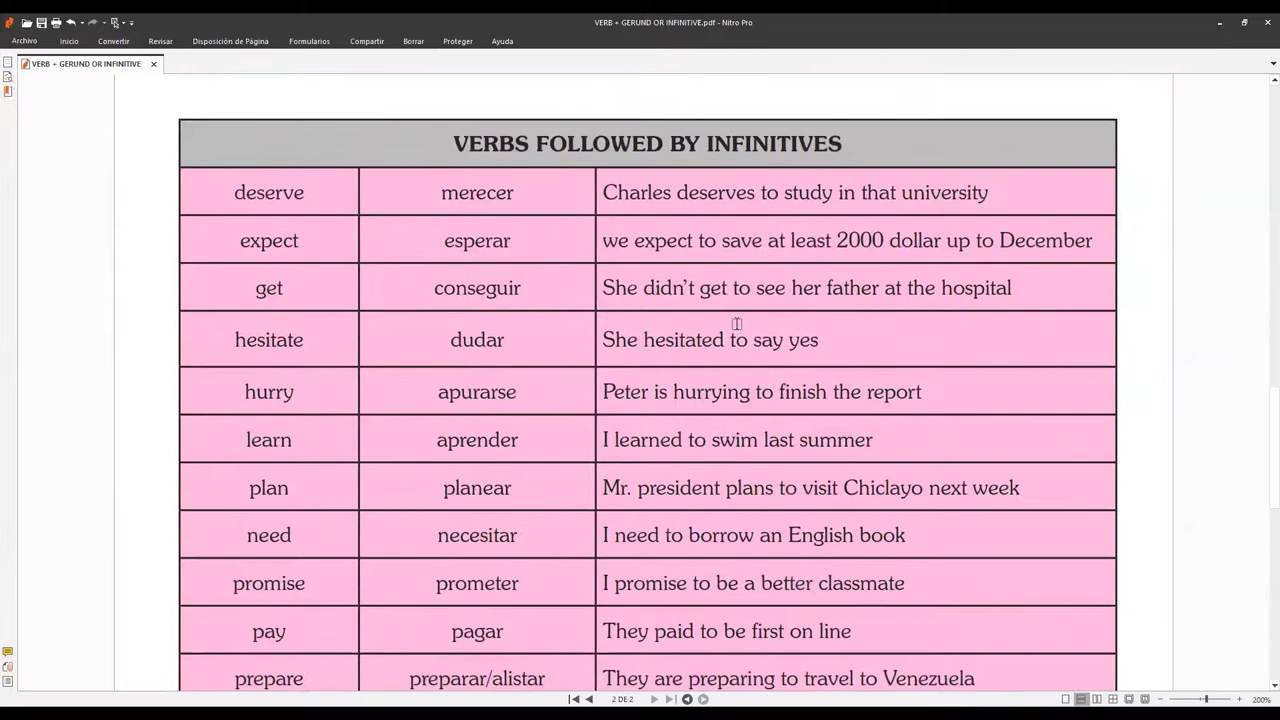 VERB + GERUND OR INFINITIVE.pdf - Nitro Pro
Archivo Inicio Convertir Revisar Disposición de Página Formularios Compartir Borrar Proteger Ayuda
VERB + GERUND OR INFINITIVE
VERBS FOLLOWED BY INFINITIVES
deserve merecer Charles deserves to study in that university
expect esperar we expect to save at least 2000 dollar up to December
get conseguir She didn't get to see her father at the hospital
hesitate dudar She hesitated to say yes
hurry apurarse Peter is hurrying to finish the report
learn aprender I learned to swim last summer
plan planear Mr. president plans to visit Chiclayo next week
need necesitar I need to borrow an English book
promise prometer I promise to be a better classmate
pay pagar They paid to be first on line
prepare preparar/alistar They are preparing to travel to Venezuela
2 DE 2
200%